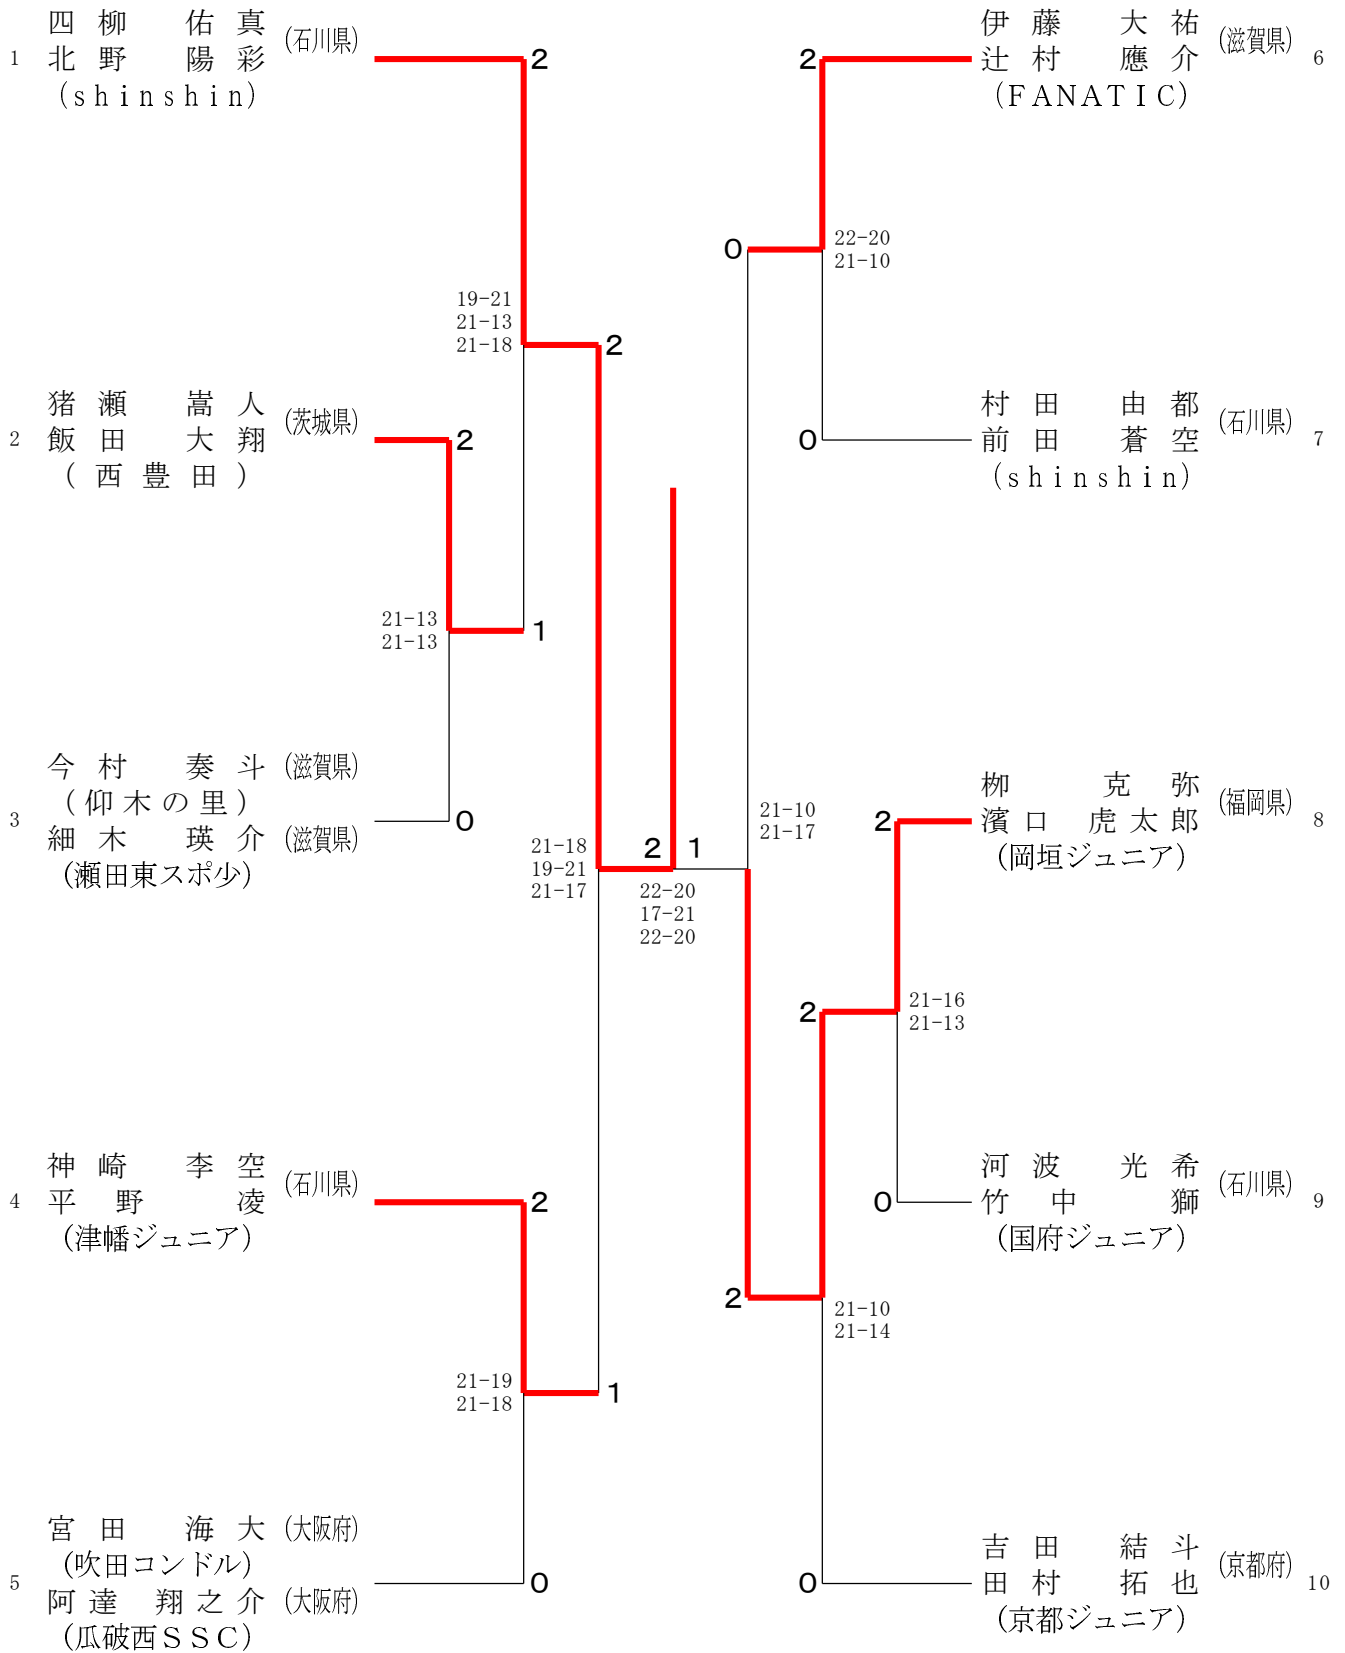 四柳 佑真
1 北野 陽彩 (石川県)
(ｓｈｉｎｓｈｉｎ)
2
19-21
21-13
21-18
2
猪瀬 嵩人
2 飯田 大翔 (茨城県)
(西豊田)
2
21-13
21-13
1
今村 奏斗 (滋賀県)
(仰木の里)
3
細木 瑛介 (滋賀県)
(瀬田東スポ少)
0
21-18
19-21
21-17
2 1
22-20
17-21
22-20
神崎 李空
4 平野 凌 (石川県)
(津幡ジュニア)
2
21-19
21-18
1
宮田 海大 (大阪府)
(吹田コンドル)
5
阿達 翔之介 (大阪府)
(瓜破西ＳＳＣ)
0
伊藤 大祐
辻村 應介 (滋賀県) 6
(ＦＡＮＡＴＩＣ)
2
0
22-20
21-10
村田 由都
前田 蒼空 (石川県) 7
(ｓｈｉｎｓｈｉｎ)
0
21-10
21-17
栁 克弥
濱口 虎太郎 (福岡県) 8
(岡垣ジュニア)
2
2
21-16
21-13
河波 光希
竹中 獅 (石川県) 9
(国府ジュニア)
0
2
21-10
21-14
吉田 結斗
田村 拓也 (京都府) 10
(京都ジュニア)
0